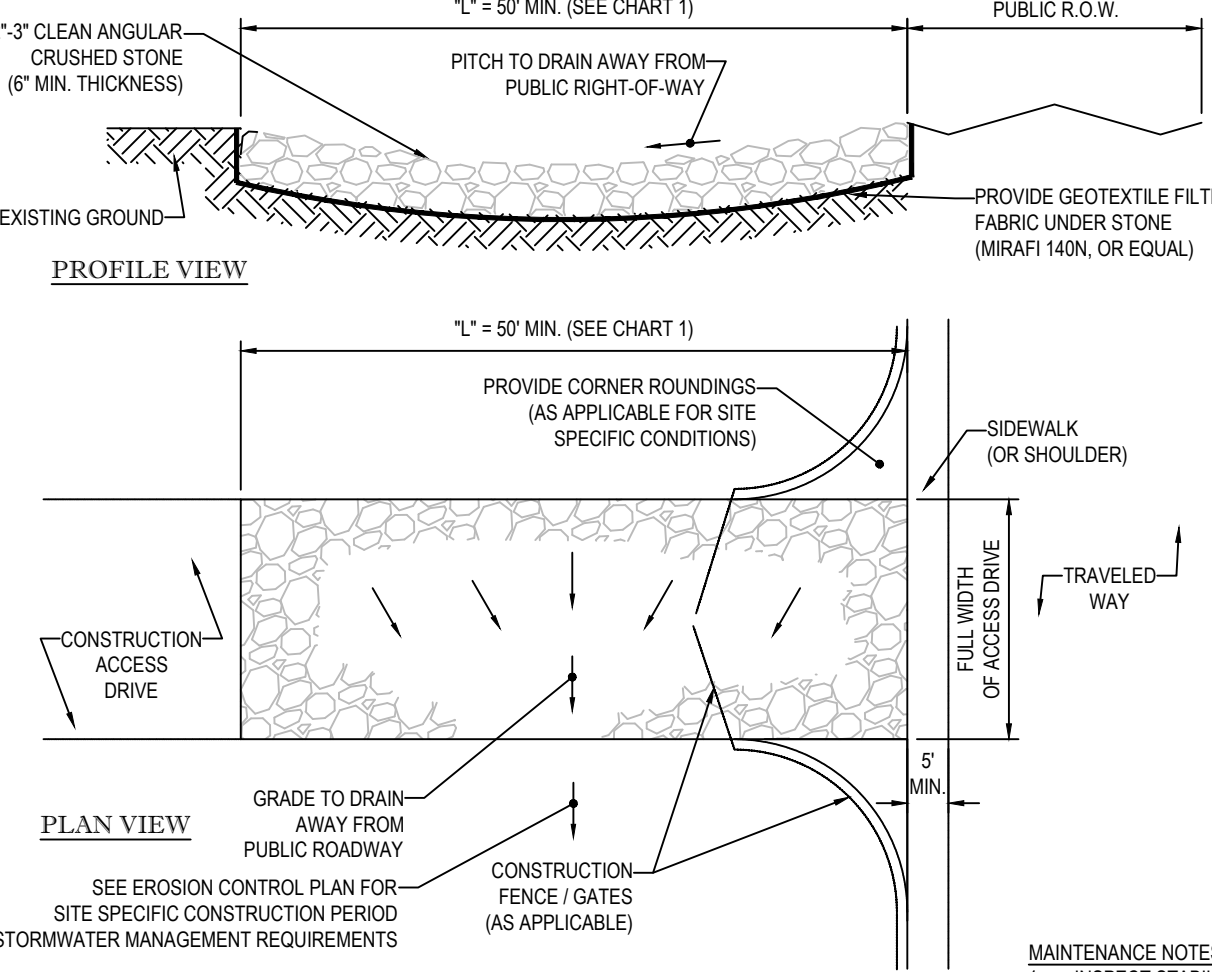 "L" = 50' MIN. (SEE CHART 1)
PUBLIC R.O.W.
"-3" CLEAN ANGULAR
CRUSHED STONE
(6" MIN. THICKNESS)
PITCH TO DRAIN AWAY FROM
PUBLIC RIGHT-OF-WAY
EXISTING GROUND
PROVIDE GEOTEXTILE FILT
FABRIC UNDER STONE
(MIRAFI 140N, OR EQUAL)
PROFILE VIEW
"L" = 50' MIN. (SEE CHART 1)
PROVIDE CORNER ROUNDINGS
(AS APPLICABLE FOR SITE
SPECIFIC CONDITIONS)
SIDEWALK
(OR SHOULDER)
CONSTRUCTION
ACCESS
DRIVE
FULL WIDTH
OF ACCESS DRIVE
TRAVELED
WAY
5'
MIN.
GRADE TO DRAIN
AWAY FROM
PUBLIC ROADWAY
PLAN VIEW
SEE EROSION CONTROL PLAN FOR
SITE SPECIFIC CONSTRUCTION PERIOD
STORMWATER MANAGEMENT REQUIREMENTS
CONSTRUCTION
FENCE / GATES
(AS APPLICABLE)
MAINTENANCE NOTES